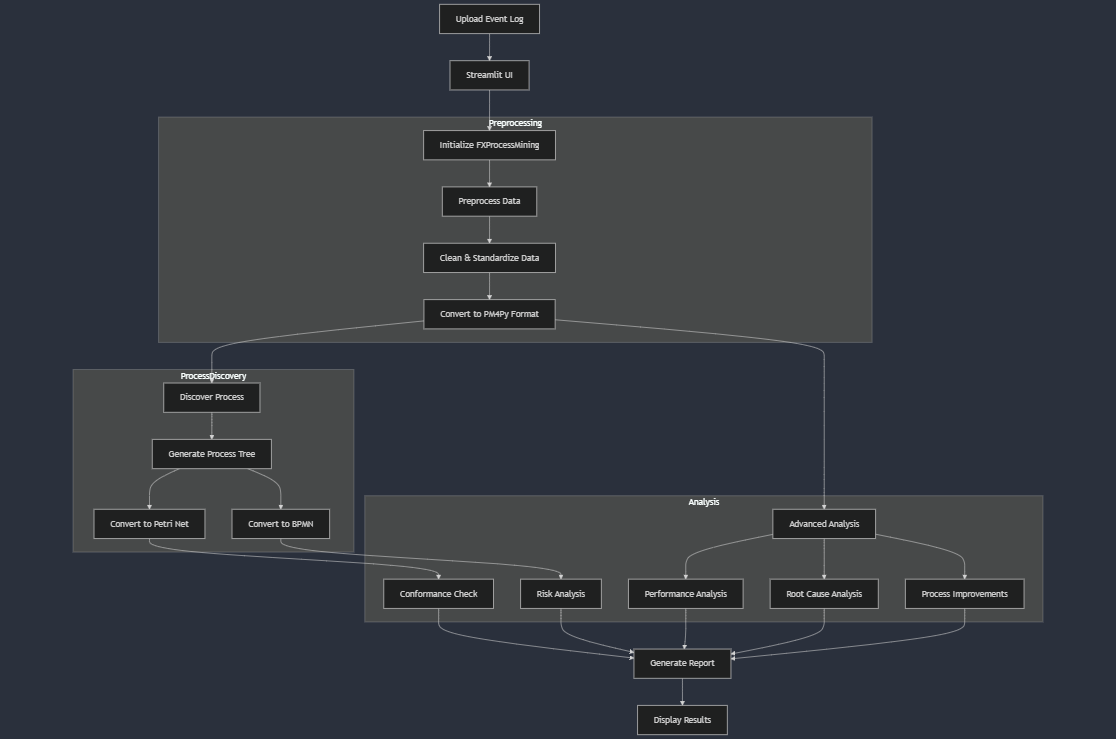 Upload Event Log
Streamlit UI
Preprocessing
Initialize FXProcessMining
Preprocess Data
Clean & Standardize Data
Convert to PM4Py Format
ProcessDiscovery
Discover Process
Generate Process Tree
Convert to Petri Net
Convert to BPMN
Analysis
Advanced Analysis
Conformance Check
Risk Analysis
Performance Analysis
Root Cause Analysis
Process Improvements
Generate Report
Display Results